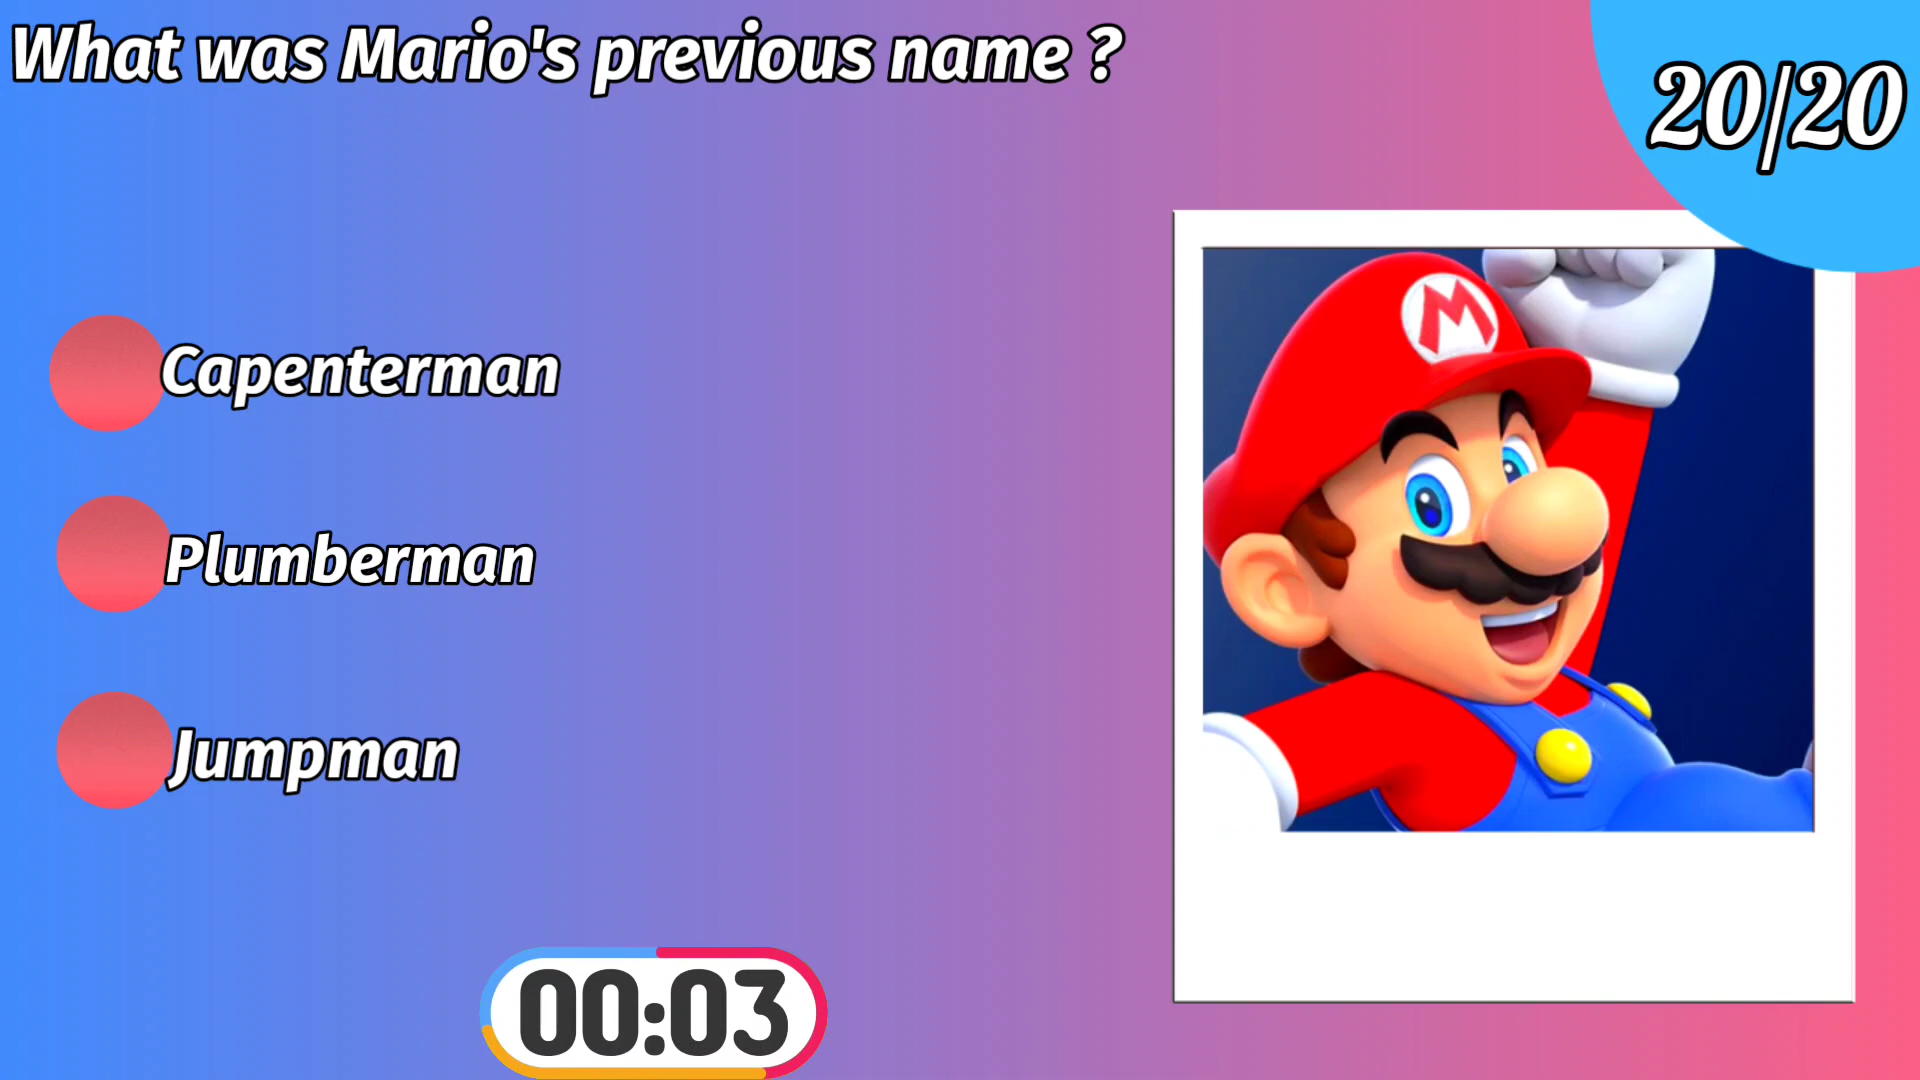 What was Mario's previous name ?
20/20
Capenterman
Plumberman
Jumpman
M
00:03